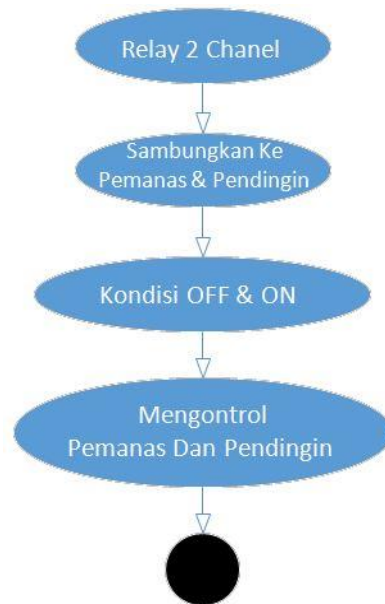 Relay 2 Chanel
Sambungkan Ke
Pemanas & Pendingin
Kondisi OFF & ON
Mengontrol
Pemanas Dan Pendingin